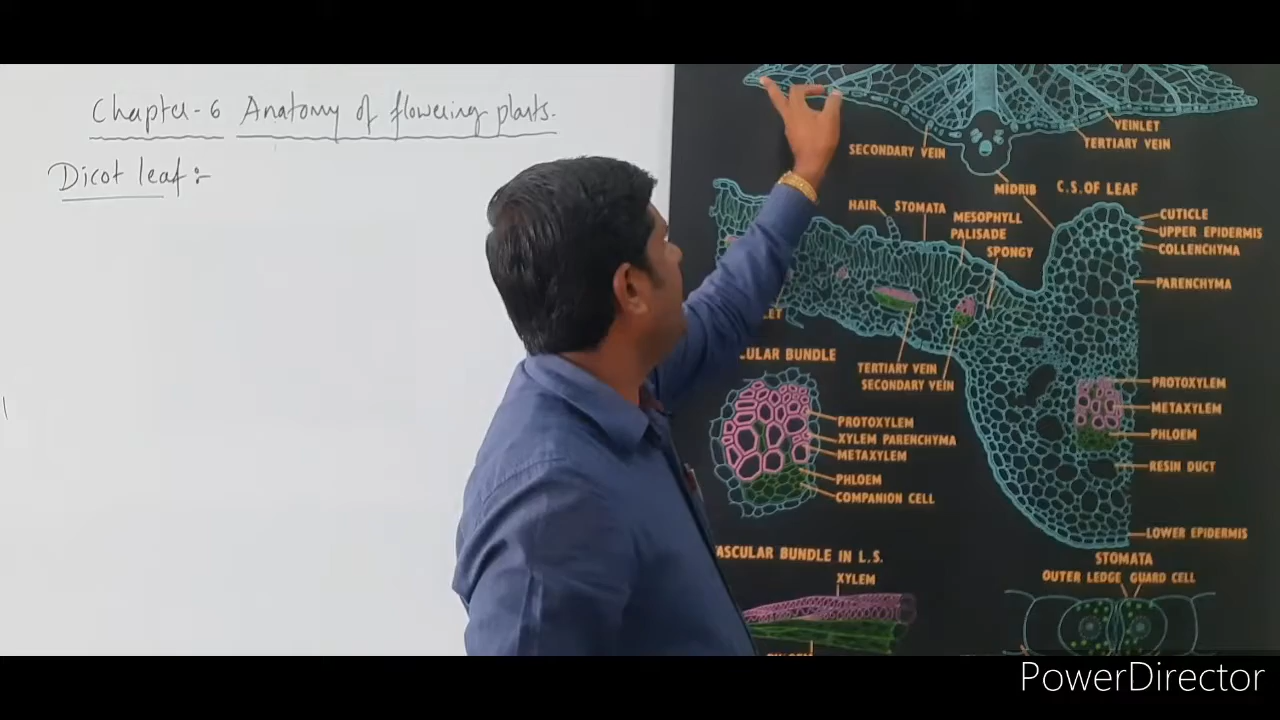 Chapter-6 Anatomy of flowering plants.
Dicot leaf:-
VEINLET
TERTIARY VEIN
SECONDARY VEIN
MIDRIB
C.S. OF LEAF
HAIR
STOMATA
MESOPHYLL
PALISADE
SPONGY
CUTICLE
UPPER EPIDERMIS
COLLENCHYMA
PARENCHYMA
TERTIARY VEIN
SECONDARY VEIN
BUNDLE
PROTOXYLEM
METAXYLEM
PHLOEM
RESIN DUCT
LOWER EPIDERMIS
PROTOXYLEM
XYLEM PARENCHYMA
METAXYLEM
PHLOEM
COMPANION CELL
BUNDLE IN L.S.
XYLEM
STOMATA
OUTER LEDGE GUARD CELL
PowerDirector